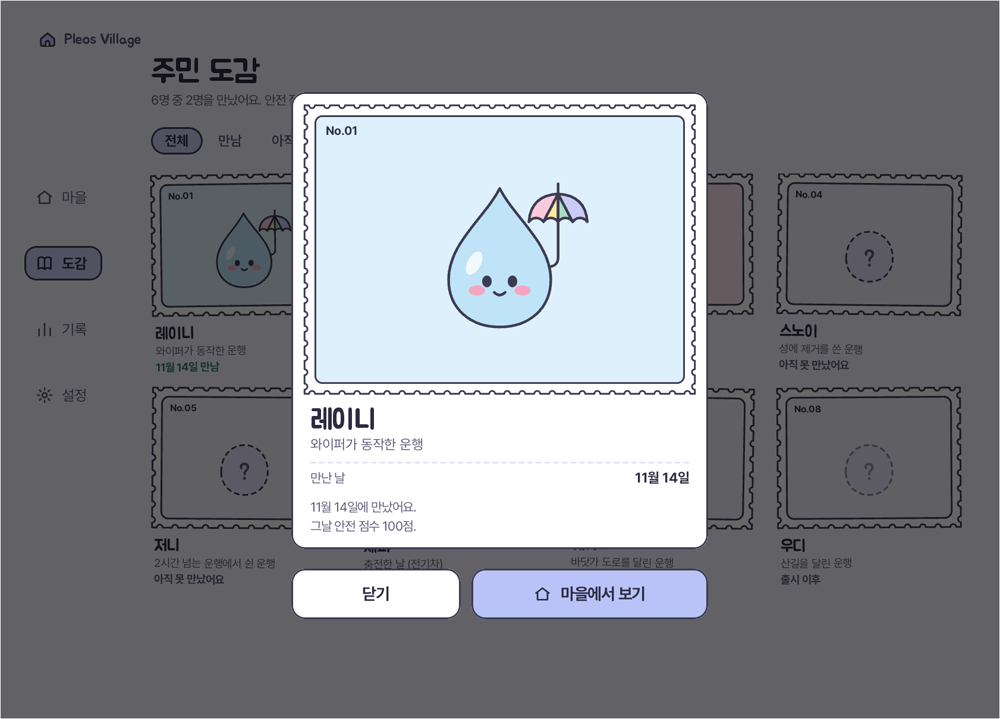 Pleos Village
주민 도감
6명 중 2명을 만났어요. 안전
전체 만남
마을
도감
기록
설정
No.01
No.04
?
레이니
와이퍼가 동작한 운행
11월 14일 만남
스노이
성에 제거를 쓴 운행
아직 못 만났어요
No.05
?
No.08
?
저니
2시간 넘는 운행에서 쉰 운행
아직 못 만났어요
충전한 날 (전기차)
바닷가 도로를 달린 운행
우디
산길을 달린 운행
출시 이후
No.01
레이니
와이퍼가 동작한 운행
만난 날 11월 14일
11월 14일에 만났어요.
그날 안전 점수 100점.
닫기
마을에서 보기